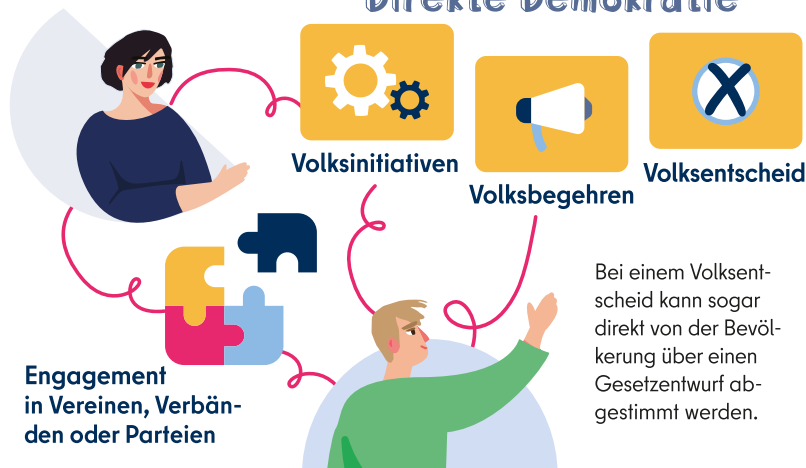 Direkte Demokratie
Volksinitiativen
Volksbegehren
Volksentscheid
Bei einem Volksent-
scheid kann sogar
direkt von der Bevöl-
kerung über einen
Gesetzentwurf ab-
gestimmt werden.
Engagement
in Vereinen, Verbän-
den oder Parteien